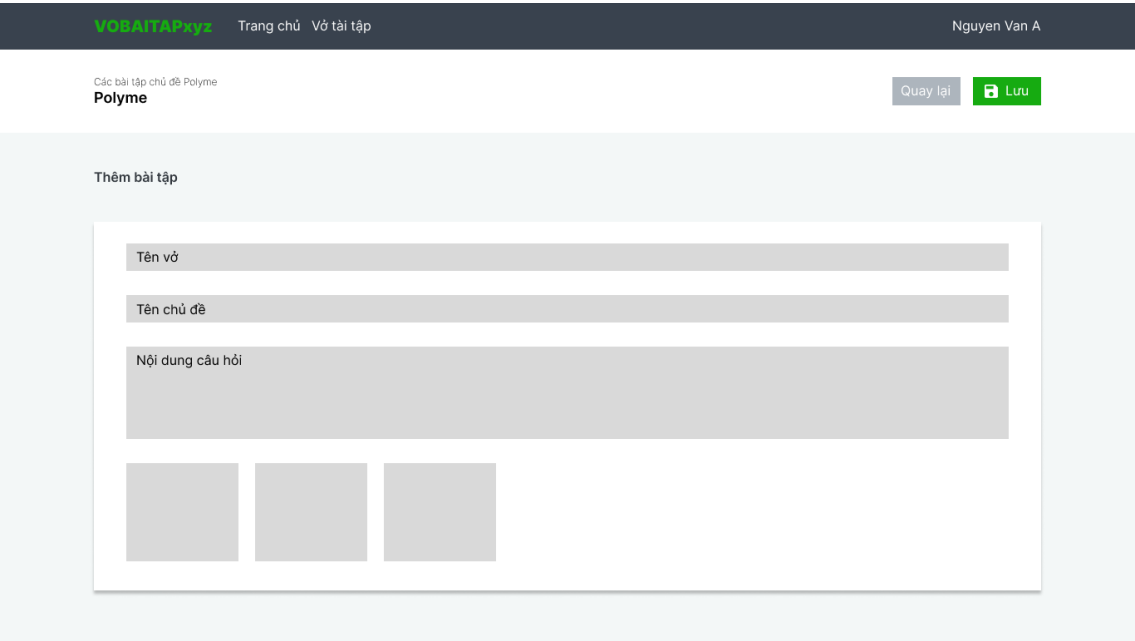 VOBAITAPxyz Trang chủ Vở tài tập Nguyen Van A
Các bài tập chủ đề Polyme
Polyme
Quay lại Lưu
Thêm bài tập
Tên vở
Tên chủ đề
Nội dung câu hỏi